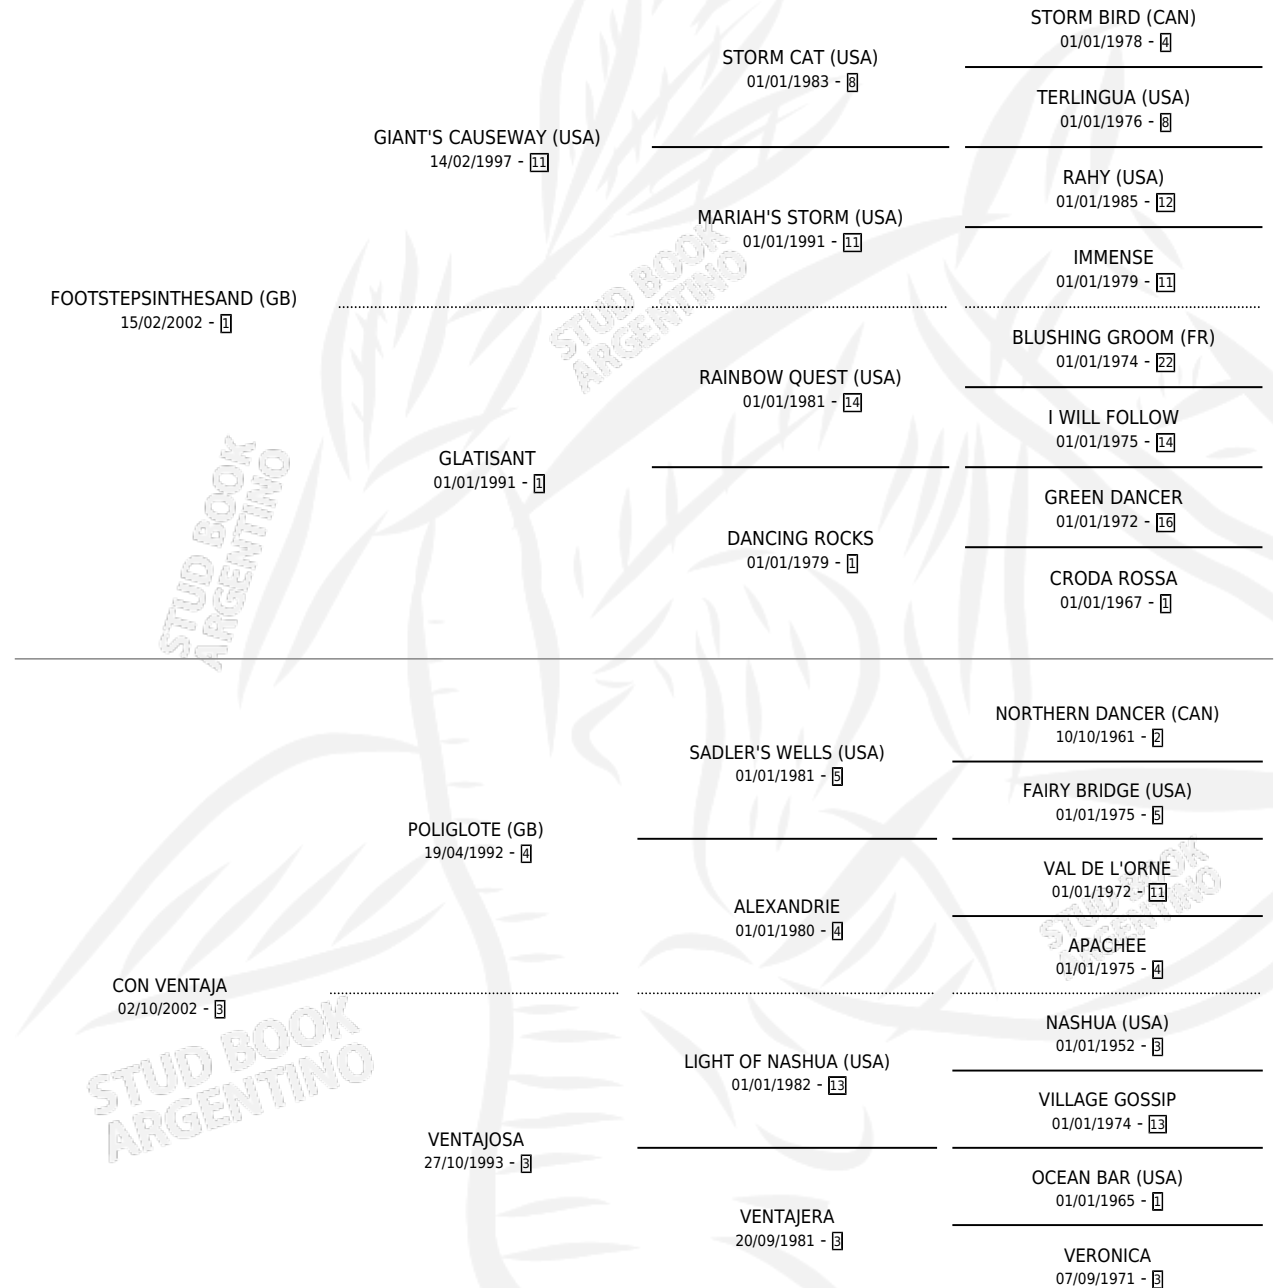 STORM BIRD (CAN)
01/01/1978 - 4
STORM CAT (USA)
01/01/1983 - 8
TERLINGUA (USA)
01/01/1976 - 8
GIANT'S CAUSEWAY (USA)
14/02/1997 - 11
RAHY (USA)
01/01/1985 - 12
MARIAH'S STORM (USA)
01/01/1991 - 11
IMMENSE
01/01/1979 - 11
FOOTSTEPSINTHESAND (GB)
15/02/2002 - 1
BLUSHING GROOM (FR)
01/01/1974 - 22
RAINBOW QUEST (USA)
01/01/1981 - 14
I WILL FOLLOW
01/01/1975 - 14
GLATISANT
01/01/1991 - 1
GREEN DANCER
01/01/1972 - 16
DANCING ROCKS
01/01/1979 - 1
CRODA ROSSA
01/01/1967 - 1
STUD BOOK
ARGENTINO
STUD BOOK
ARGENTINO
NORTHERN DANCER (CAN)
10/10/1961 - 2
SADLER'S WELLS (USA)
01/01/1981 - 5
FAIRY BRIDGE (USA)
01/01/1975 - 5
POLIGLOTE (GB)
19/04/1992 - 4
VAL DE L'ORNE
01/01/1972 - 11
ALEXANDRIE
01/01/1980 - 4
APACHEE
01/01/1975 - 4
STUD BOOK
ARGENTINO
CON VENTAJA
02/10/2002 - 3
NASHUA (USA)
01/01/1952 - 3
LIGHT OF NASHUA (USA)
01/01/1982 - 13
VILLAGE GOSSIP
01/01/1974 - 13
STUD BOOK
ARGENTINO
VENTAJOSA
27/10/1993 - 3
OCEAN BAR (USA)
01/01/1965 - 1
VENTAJERA
20/09/1981 - 3
VERONICA
07/09/1971 - 3